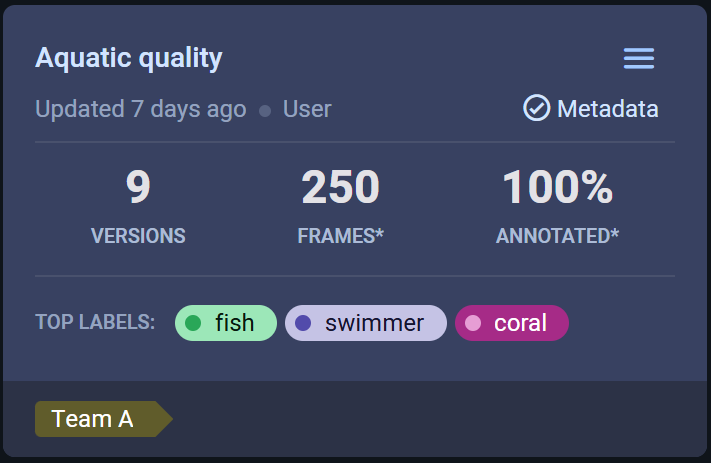 Aquatic quality
Updated 7 days ago User
Metadata
9 250 100%
VERSIONS FRAMES* ANNOTATED*
TOP LABELS: fish swimmer coral
Team A